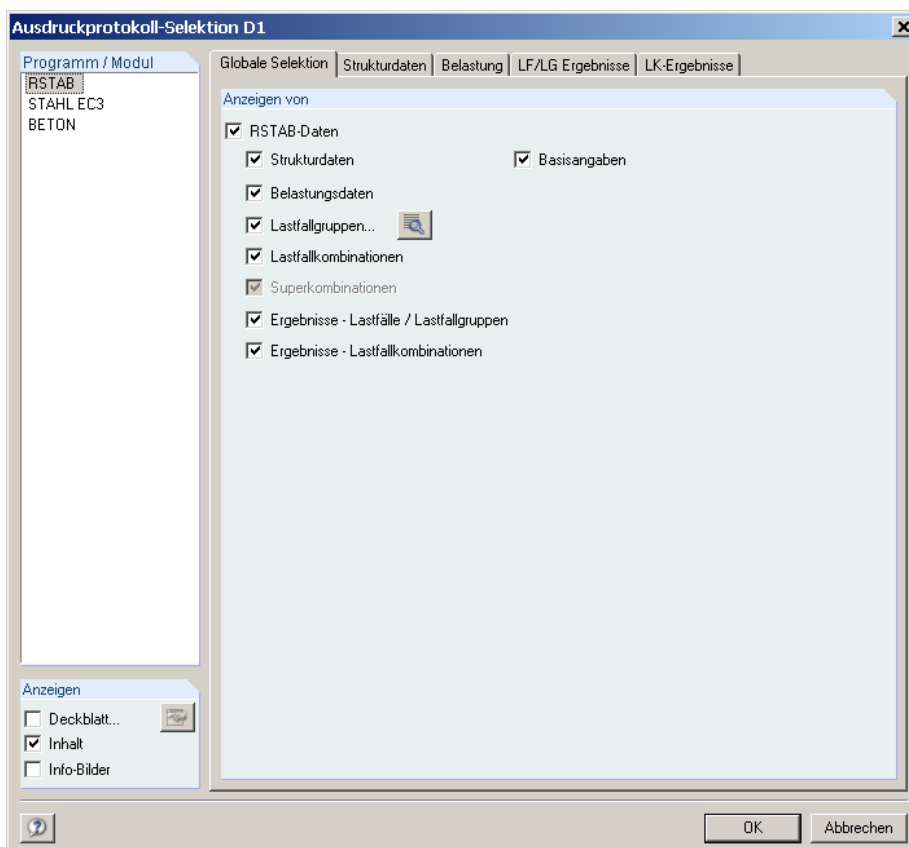 Ausdruckprotokoll-Selektion D1
Programm / Modul
RSTAB
STAHL EC3
BETON
Globale Selektion
Strukturdaten
Belastung
LF/LG Ergebnisse
LK-Ergebnisse
Anzeigen von
RSTAB-Daten
Strukturdaten
Basisangaben
Belastungsdaten
Lastfallgruppen...
Lastfallkombinationen
Superkombinationen
Ergebnisse - Lastfälle / Lastfallgruppen
Ergebnisse - Lastfallkombinationen
Anzeigen
Deckblatt...
Inhalt
Info-Bilder
OK
Abbrechen